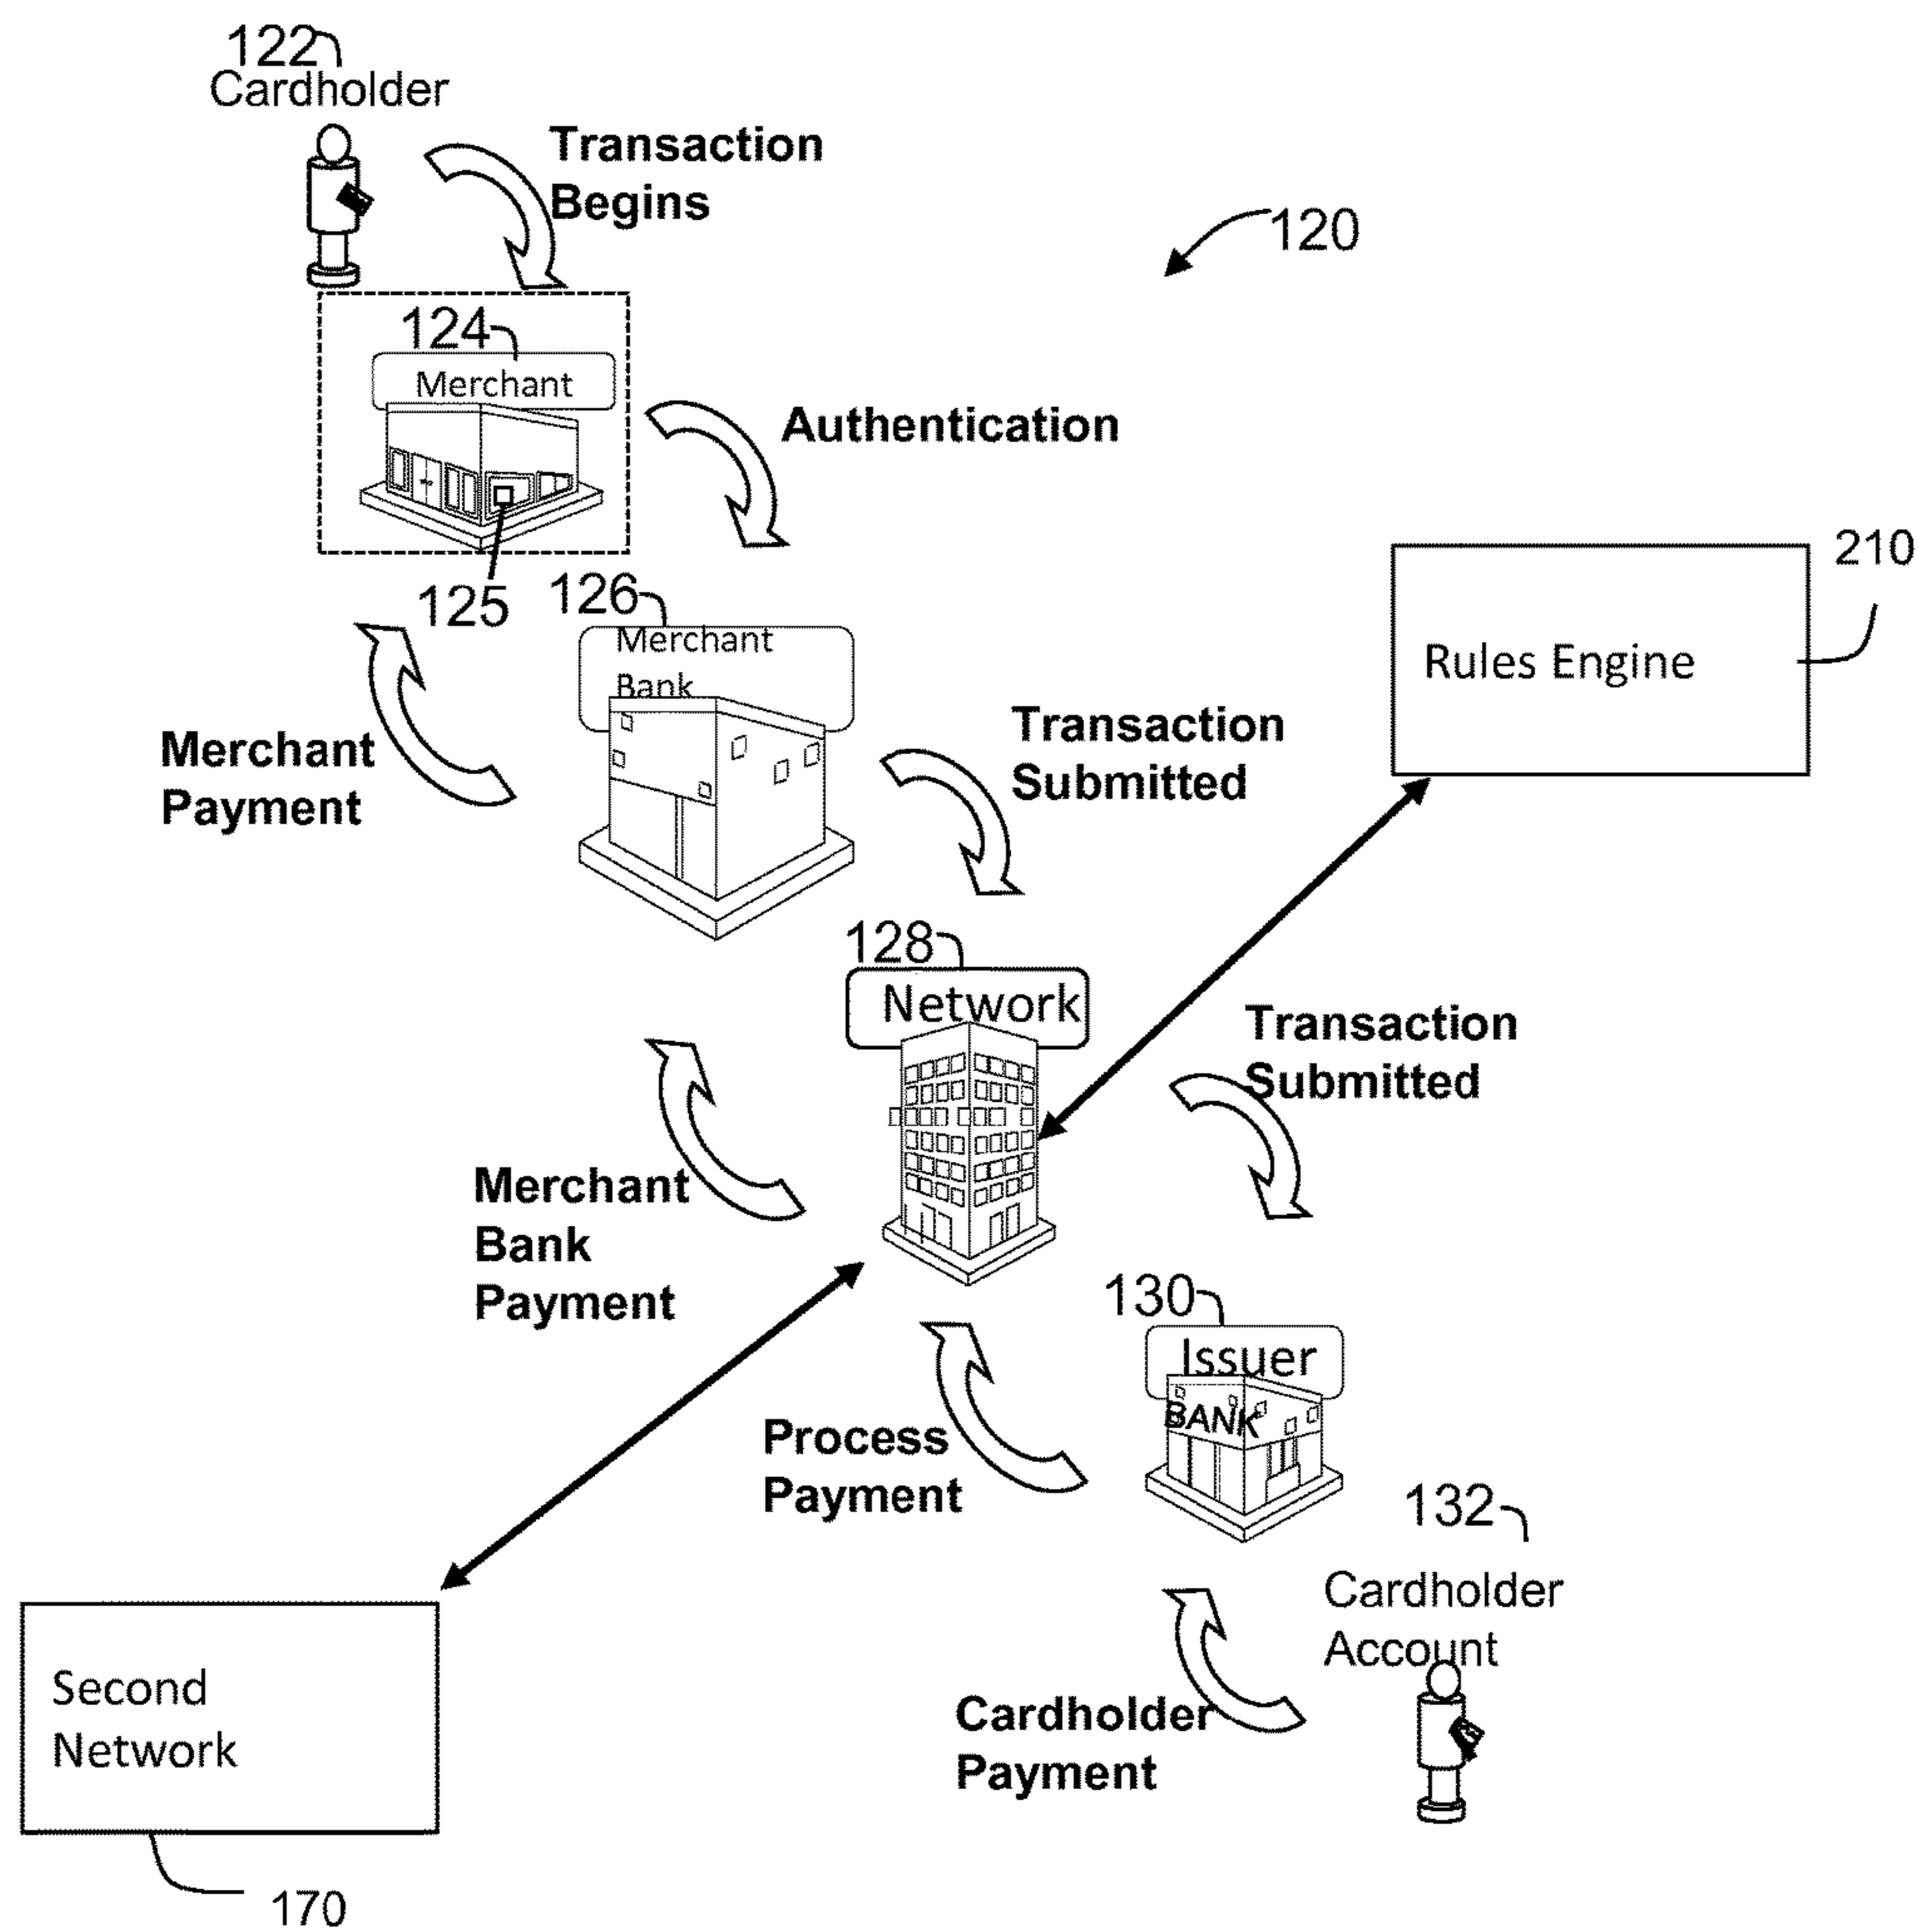 122
Cardholder
Transaction
Begins
120
124
Merchant
Authentication
125
126
Merchant
Bank
210
Rules Engine
Merchant
Payment
Transaction
Submitted
128
Network
Transaction
Submitted
Merchant
Bank
Payment
130
Issuer
BANK
Process
Payment
132
Cardholder
Account
Second
Network
Cardholder
Payment
170